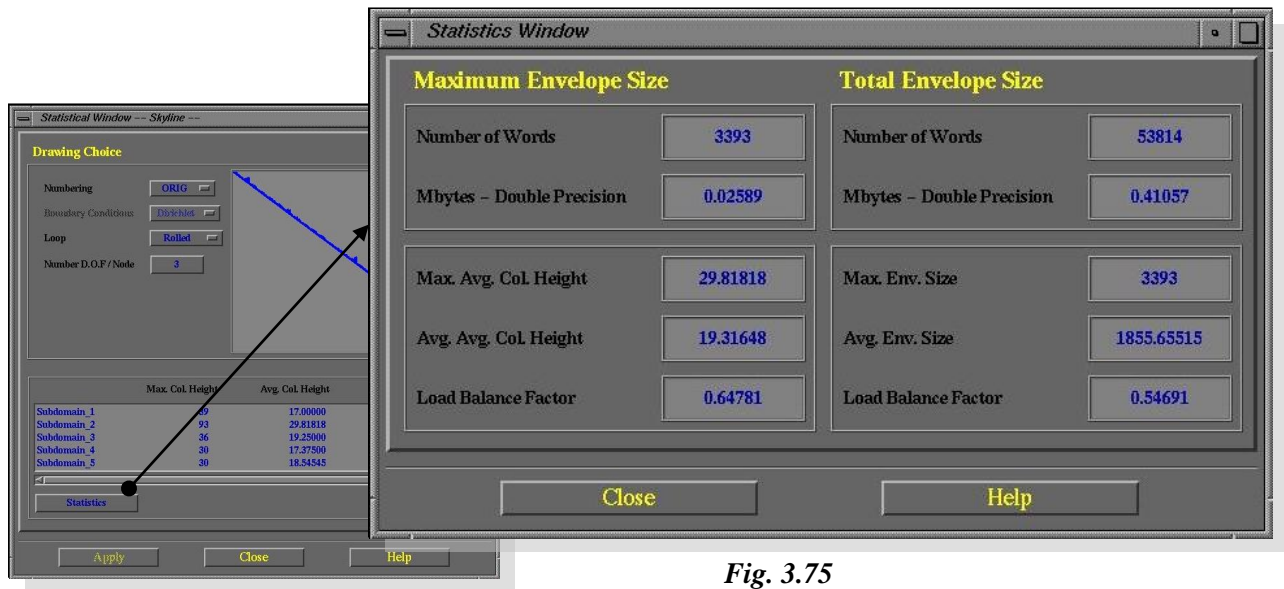 Statistical Window -- Skyline --
Drawing Choice
Numbering ORIG
Boundary Conditions Dirichlet
Loop Rolled
Number D.O.F / Node 3
Max. Col. Height Avg. Col. Height
Subdomain_1 39 17.00000
Subdomain_2 93 29.81818
Subdomain_3 36 19.25000
Subdomain_4 30 17.37500
Subdomain_5 30 18.54545
Statistics
Apply Close Help
Statistics Window
Maximum Envelope Size
Number of Words 3393
Mbytes - Double Precision 0.02589
Max. Avg. Col. Height 29.81818
Avg. Avg. Col. Height 19.31648
Load Balance Factor 0.64781
Total Envelope Size
Number of Words 53814
Mbytes - Double Precision 0.41057
Max. Env. Size 3393
Avg. Env. Size 1855.65515
Load Balance Factor 0.54691
Close Help
Fig. 3.75